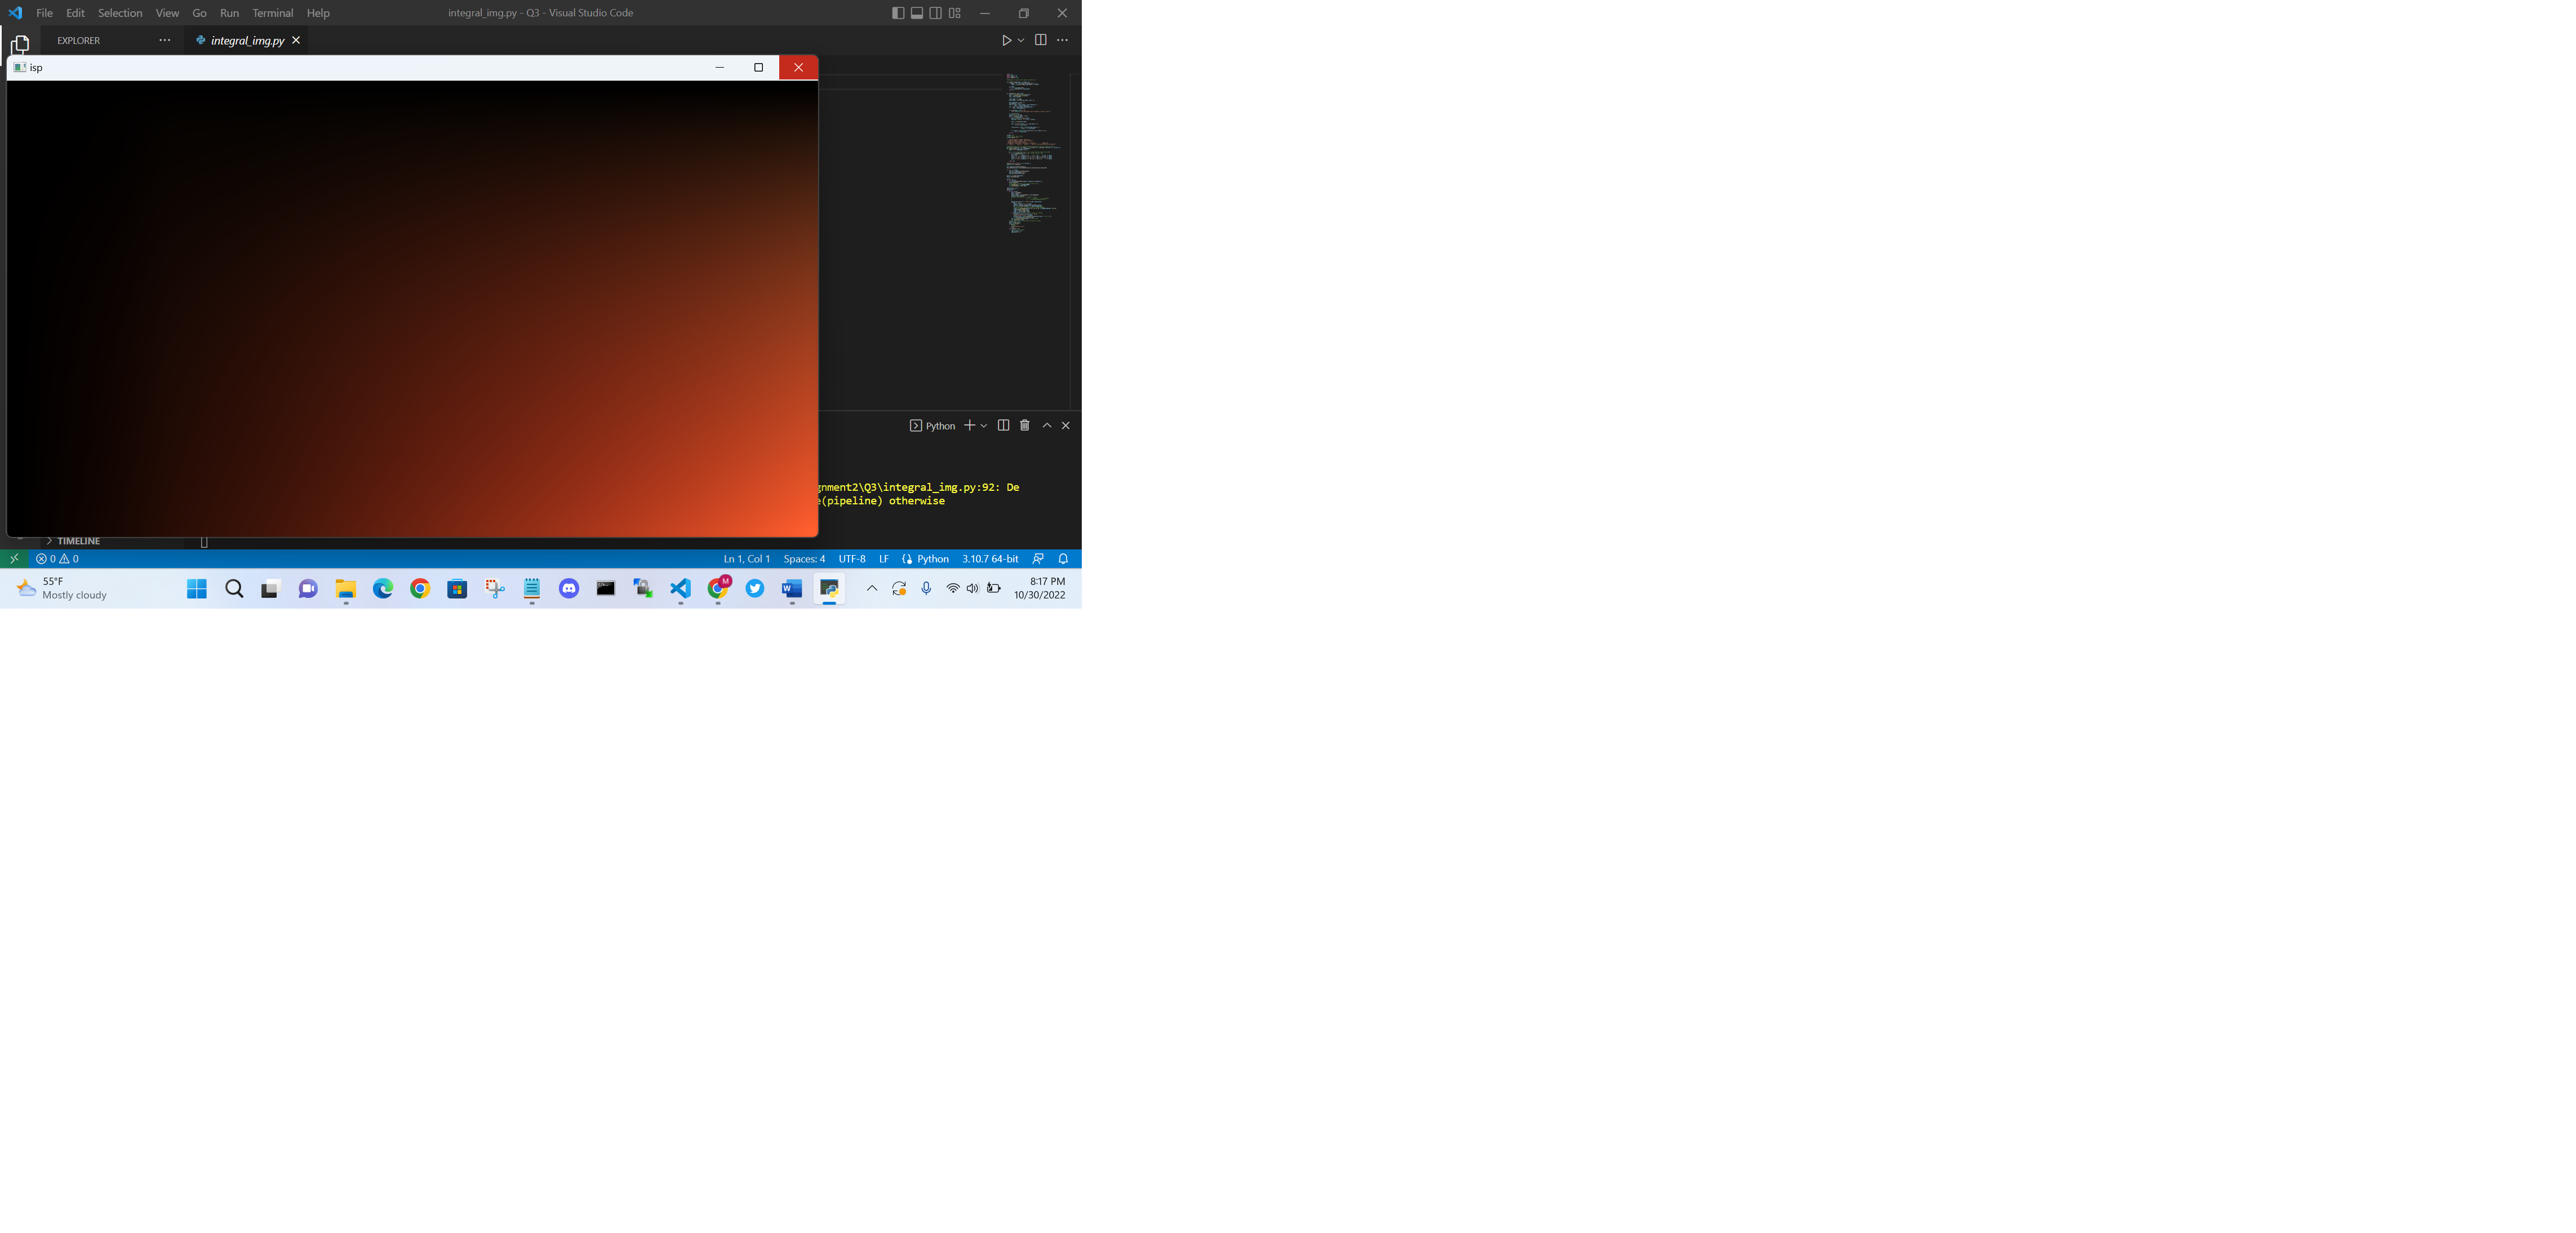 File Edit Selection View Go Run Terminal Help
integral_img.py - Q3 - Visual Studio Code
EXPLORER
integral_img.py
isp
Python
gnment2\Q3\integral_img.py:92: De
e(pipeline) otherwise
TIMELINE
0 0
Ln 1, Col 1 Spaces: 4 UTF-8 LF Python 3.10.7 64-bit
55°F
Mostly cloudy
M
W
8:17 PM
10/30/2022